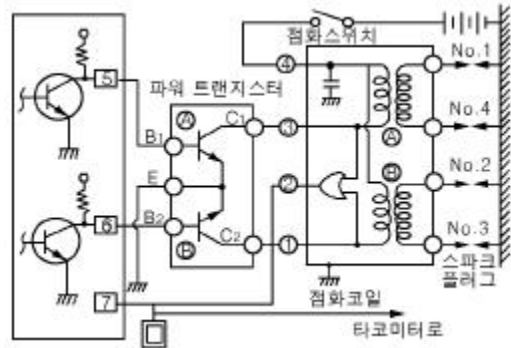 점화스위치
No.1
④
5
파워 트랜지스터
Ⓐ
C₁
③
No.4
B₁
Ⓐ
E
②
Ⓑ
No.2
6
B₂
Ⓑ
C₂
①
No.3
스파크
플러그
7
점화코일
타코미터로